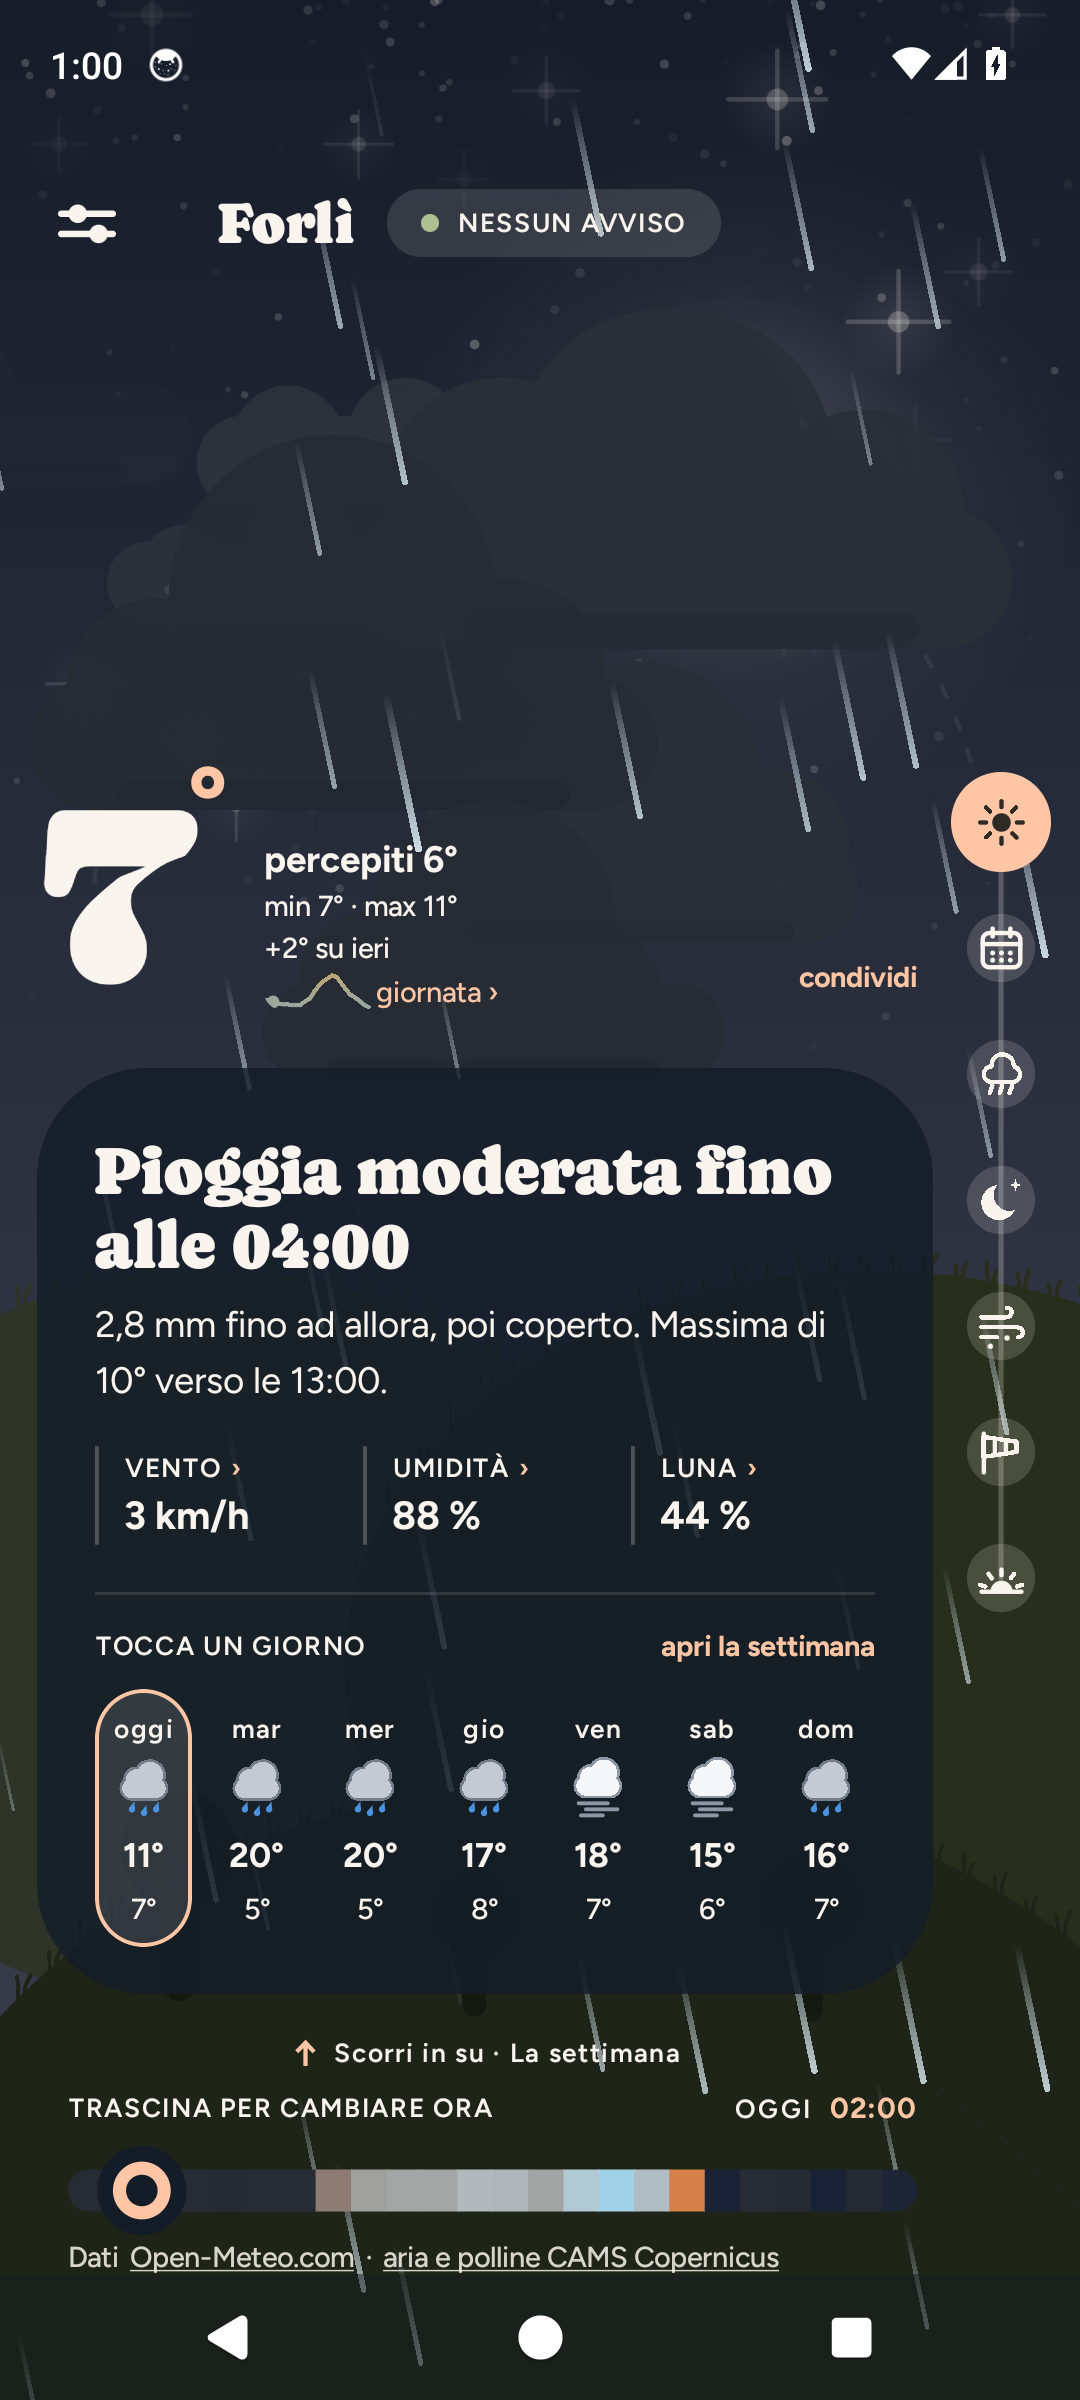 1:00
Forlì
NESSUN AVVISO
7°
percepiti 6°
min 7° · max 11°
+2° su ieri
giornata ›
condividi
Pioggia moderata fino
alle 04:00
2,8 mm fino ad allora, poi coperto. Massima di
10° verso le 13:00.
VENTO › UMIDITÀ › LUNA ›
3 km/h 88 % 44 %
TOCCA UN GIORNO apri la settimana
oggi mar mer gio ven sab dom
11° 20° 20° 17° 18° 15° 16°
7° 5° 5° 8° 7° 6° 7°
↑ Scorri in su · La settimana
TRASCINA PER CAMBIARE ORA OGGI 02:00
Dati Open-Meteo.com · aria e polline CAMS Copernicus